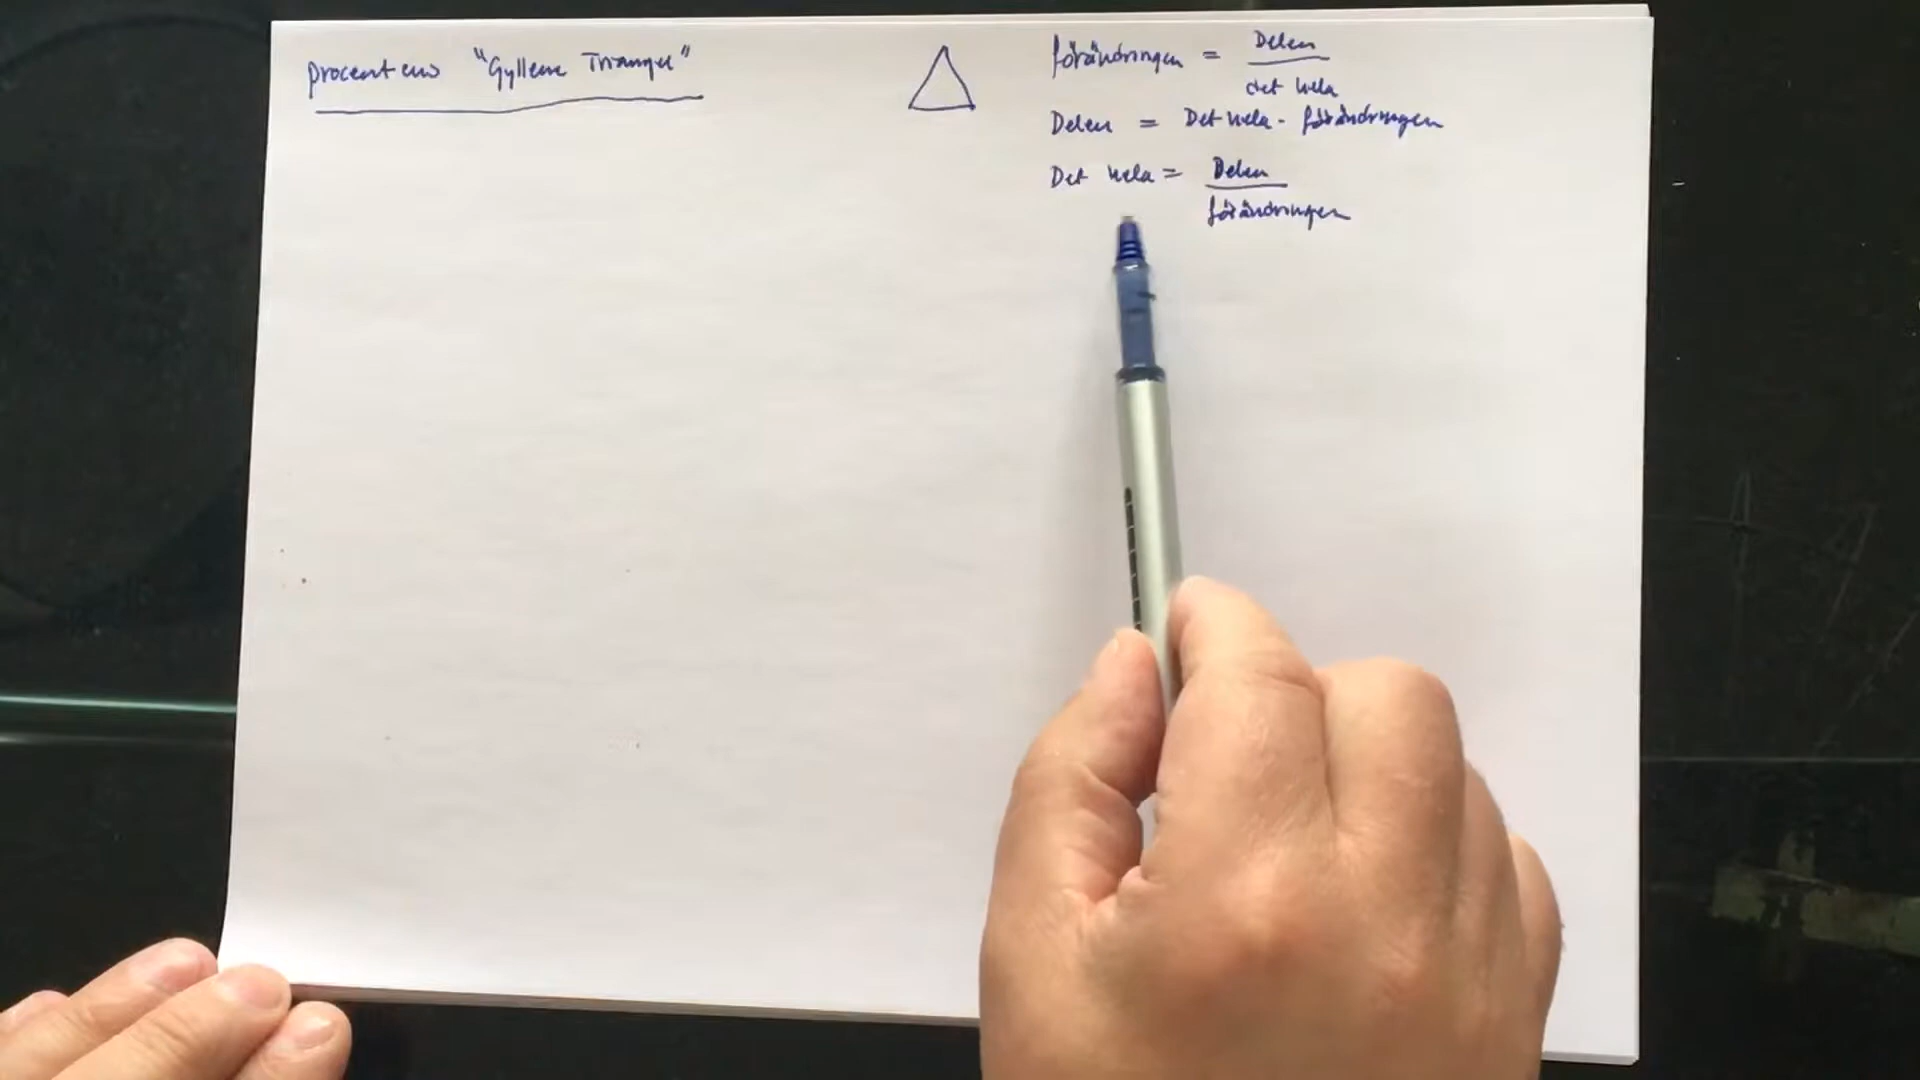 procentens "Gyllene Triangel"
förändringen = Delen
det hela
Delen = Det hela · förändringen
Det hela = Delen
förändringen